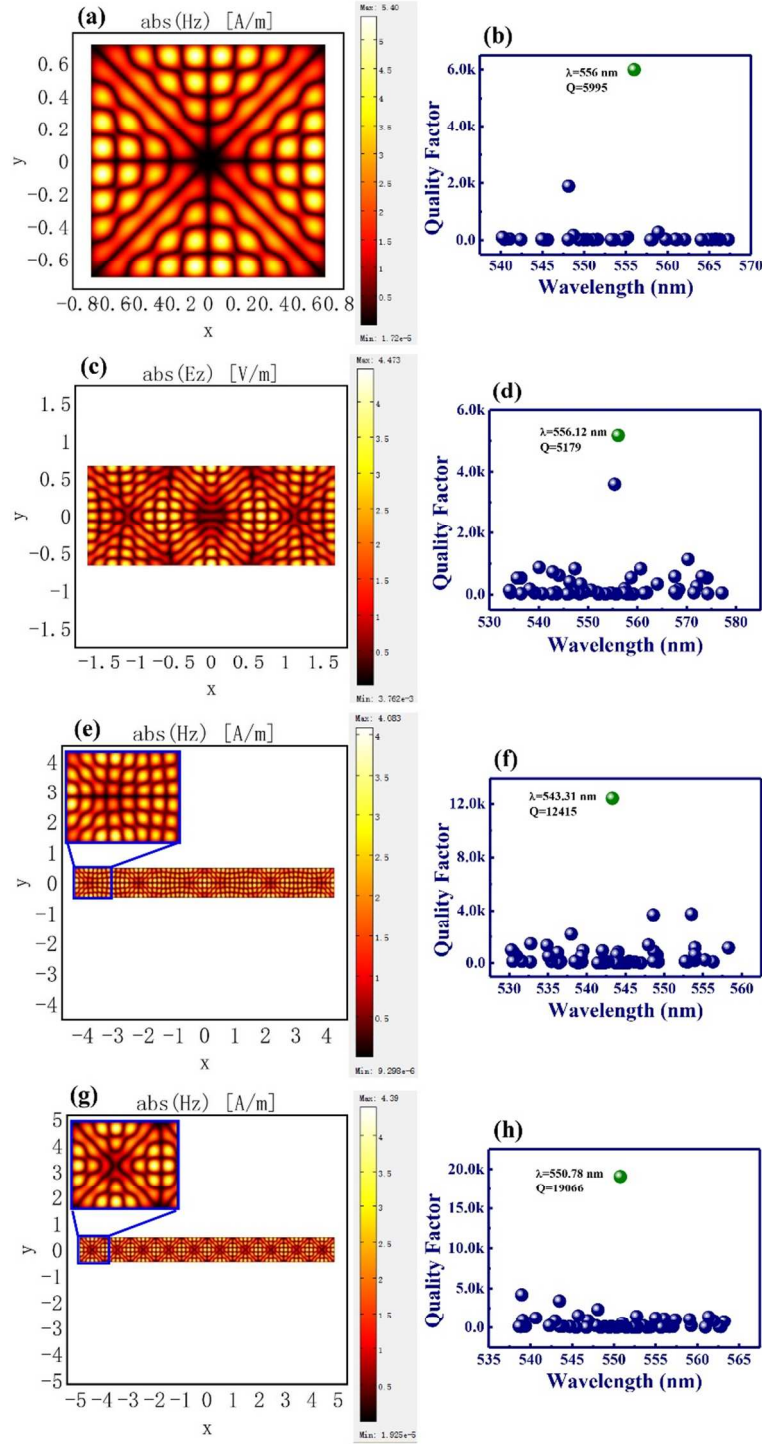 (a)
abs(Hz) [A/m]
Max: 5.40
0.6
0.4
0.2
0
-0.2
-0.4
-0.6
y
-0.8 0.6 0.4 0.2 0 0.2 0.4 0.6 0.8
x
5
4.5
4
3.5
3
2.5
2
1.5
1
0.5
(b)
6.0k
4.0k
2.0k
0.0
Quality Factor
λ=556 nm
Q=5995
540 545 550 555 560 565 570
Wavelength (nm)
(c)
abs(Ez) [V/m]
Max: 4.473
1.5
1
0.5
0
-0.5
-1
-1.5
y
-1.5 -1 -0.5 0 0.5 1 1.5
x
4
3.5
3
2.5
2
1.5
1
0.5
Min: 3.762e-3
(d)
6.0k
4.0k
2.0k
0.0
Quality Factor
λ=556.12 nm
Q=5179
530 540 550 560 570 580
Wavelength (nm)
(e)
abs(Hz) [A/m]
Max: 4.083
4
3
2
1
0
-1
-2
-3
-4
y
-4 -3 -2 -1 0 1 2 3 4
x
4
3.5
3
2.5
2
1.5
1
0.5
Min: 9.298e-6
(f)
12.0k
8.0k
4.0k
0.0
Quality Factor
λ=543.31 nm
Q=12415
530 535 540 545 550 555 560
Wavelength (nm)
(g)
abs(Hz) [A/m]
Max: 4.39
5
4
3
2
1
0
-1
-2
-3
-4
-5
y
-5 -4 -3 -2 -1 0 1 2 3 4 5
x
4
3.5
3
2.5
2
1.5
1
0.5
(h)
20.0k
15.0k
10.0k
5.0k
0.0
Quality Factor
λ=550.78 nm
Q=19066
535 540 545 550 555 560 565
Wavelength (nm)